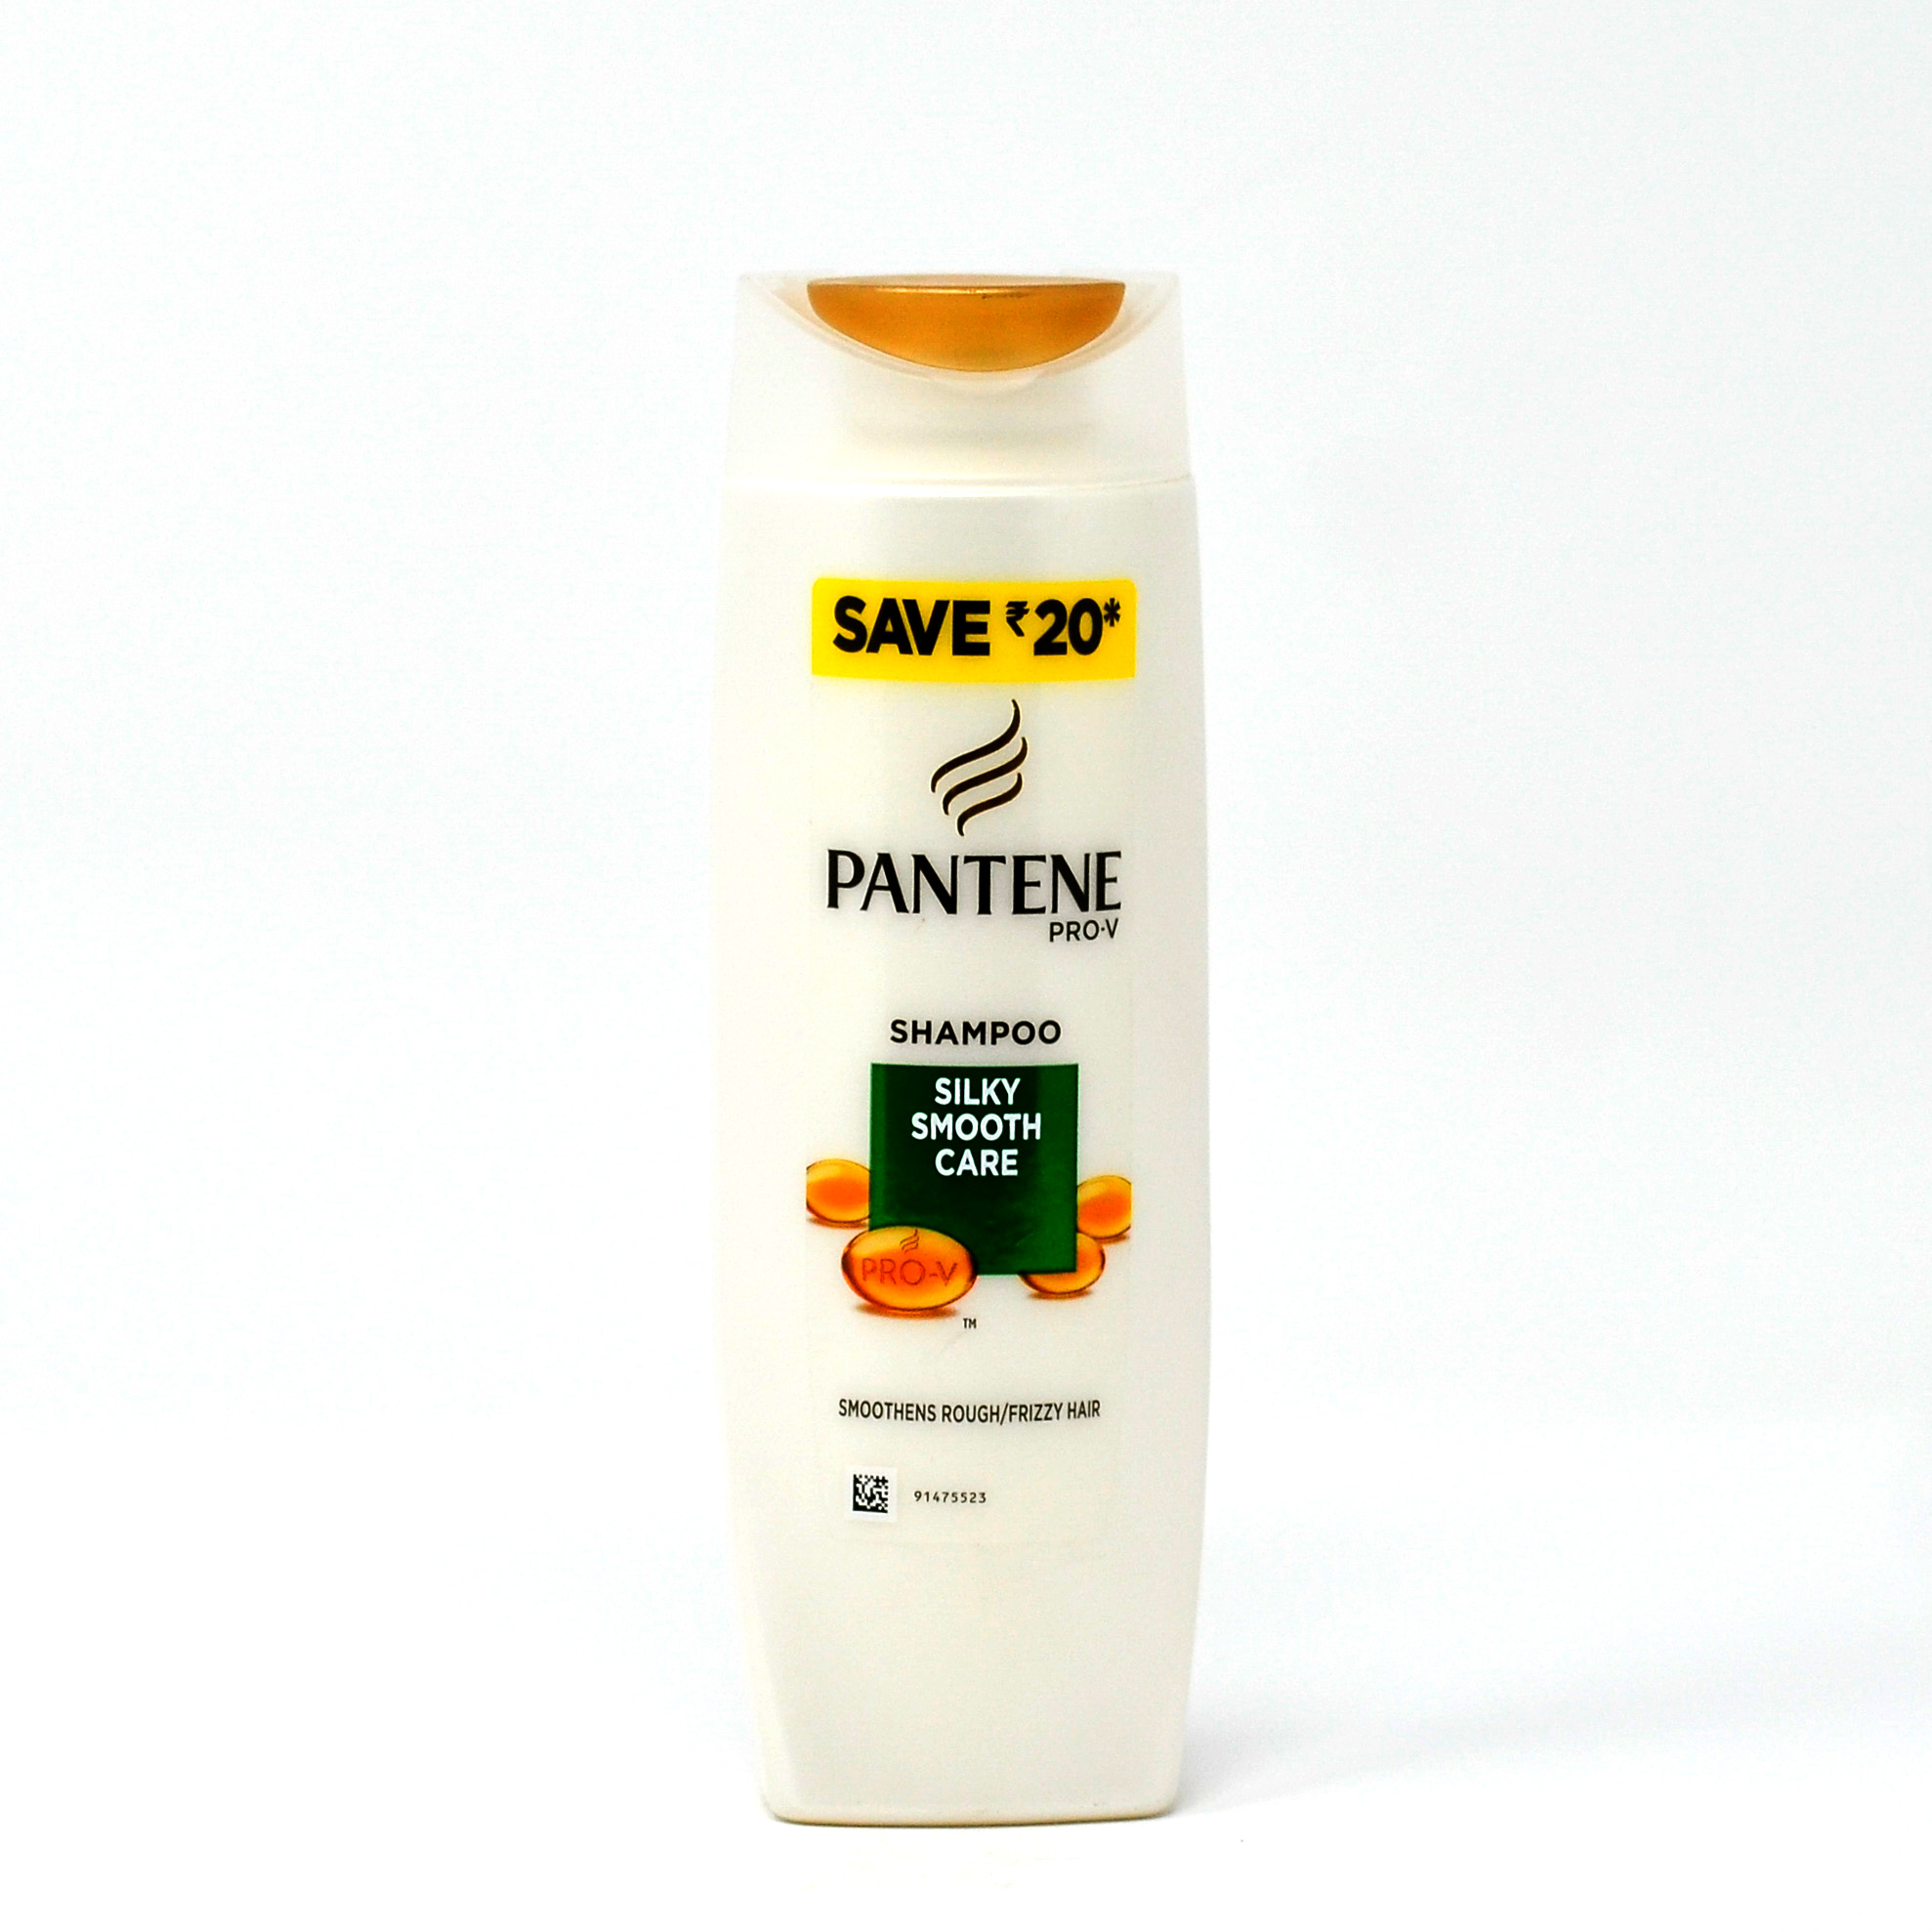 SAVE ₹20*
PANTENE
PRO-V
SHAMPOO
SILKY
SMOOTH
CARE
PRO-V
TM
SMOOTHENS ROUGH/FRIZZY HAIR
91475523